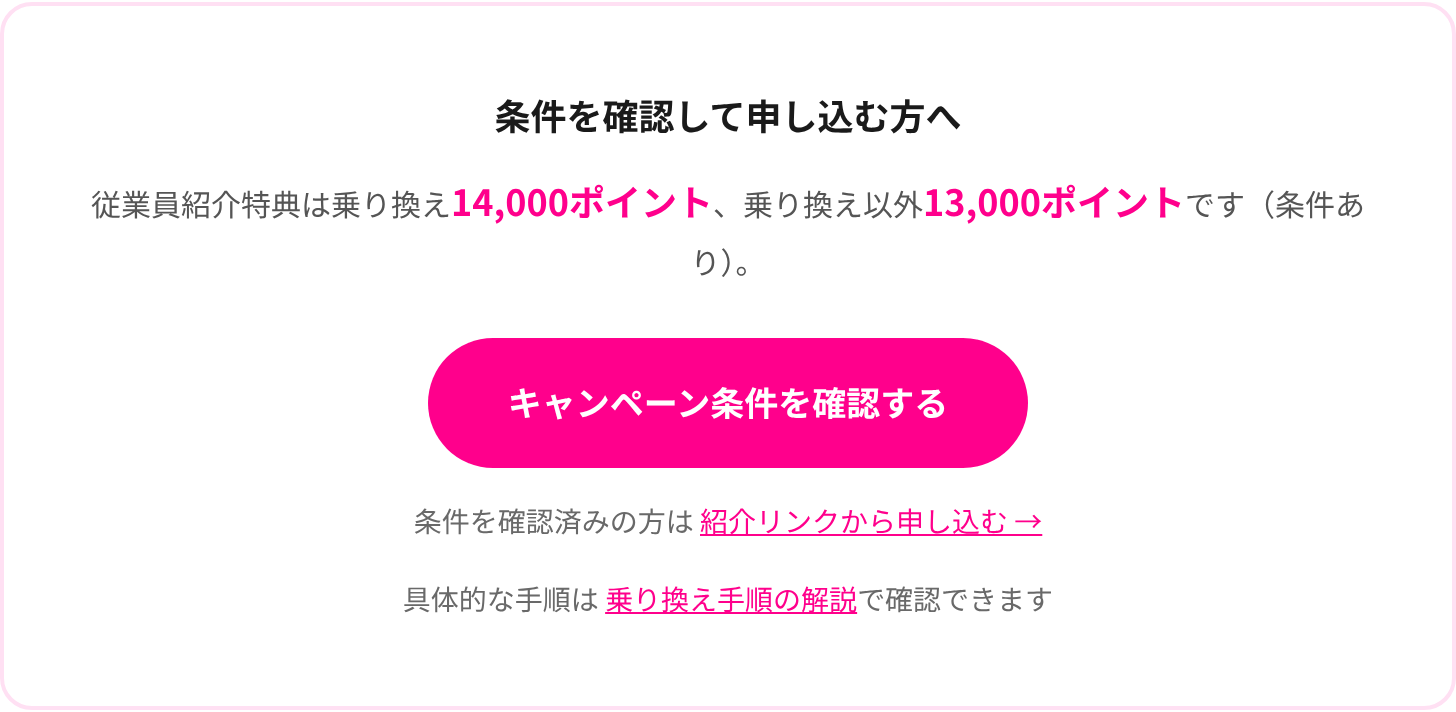 条件を確認して申し込む方へ
従業員紹介特典は乗り換え14,000ポイント、乗り換え以外13,000ポイントです（条件あ
り）。
キャンペーン条件を確認する
条件を確認済みの方は 紹介リンクから申し込む →
具体的な手順は 乗り換え手順の解説で確認できます